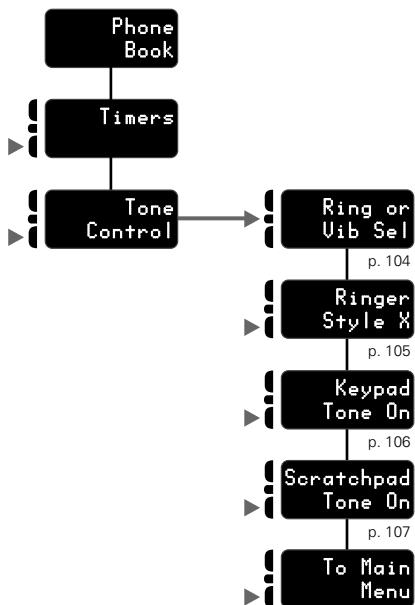 Phone
Book
Timers
Tone
Control
Ring or
Vib Sel
p. 104
Ringer
Style X
p. 105
Keypad
Tone On
p. 106
Scratchpad
Tone On
p. 107
To Main
Menu